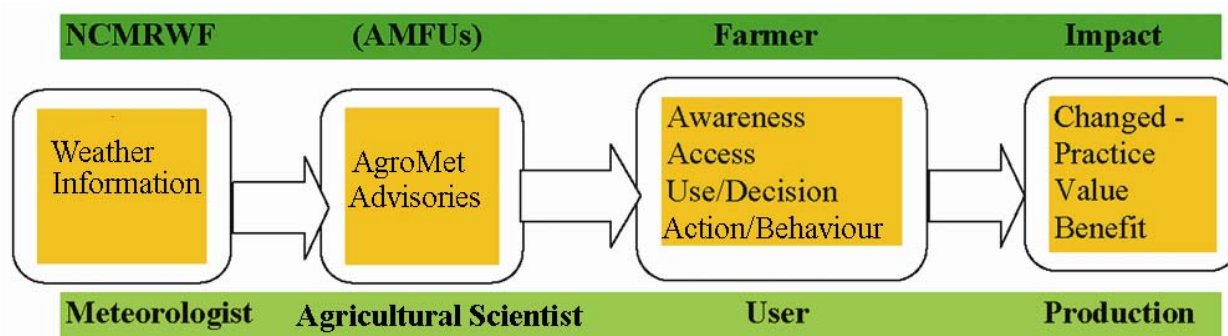 NCMRWF (AMFUs) Farmer Impact
Weather
Information
AgroMet
Advisories
Awareness
Access
Use/Decision
Action/Behaviour
Changed -
Practice
Value
Benefit
Meteorologist Agricultural Scientist User Production